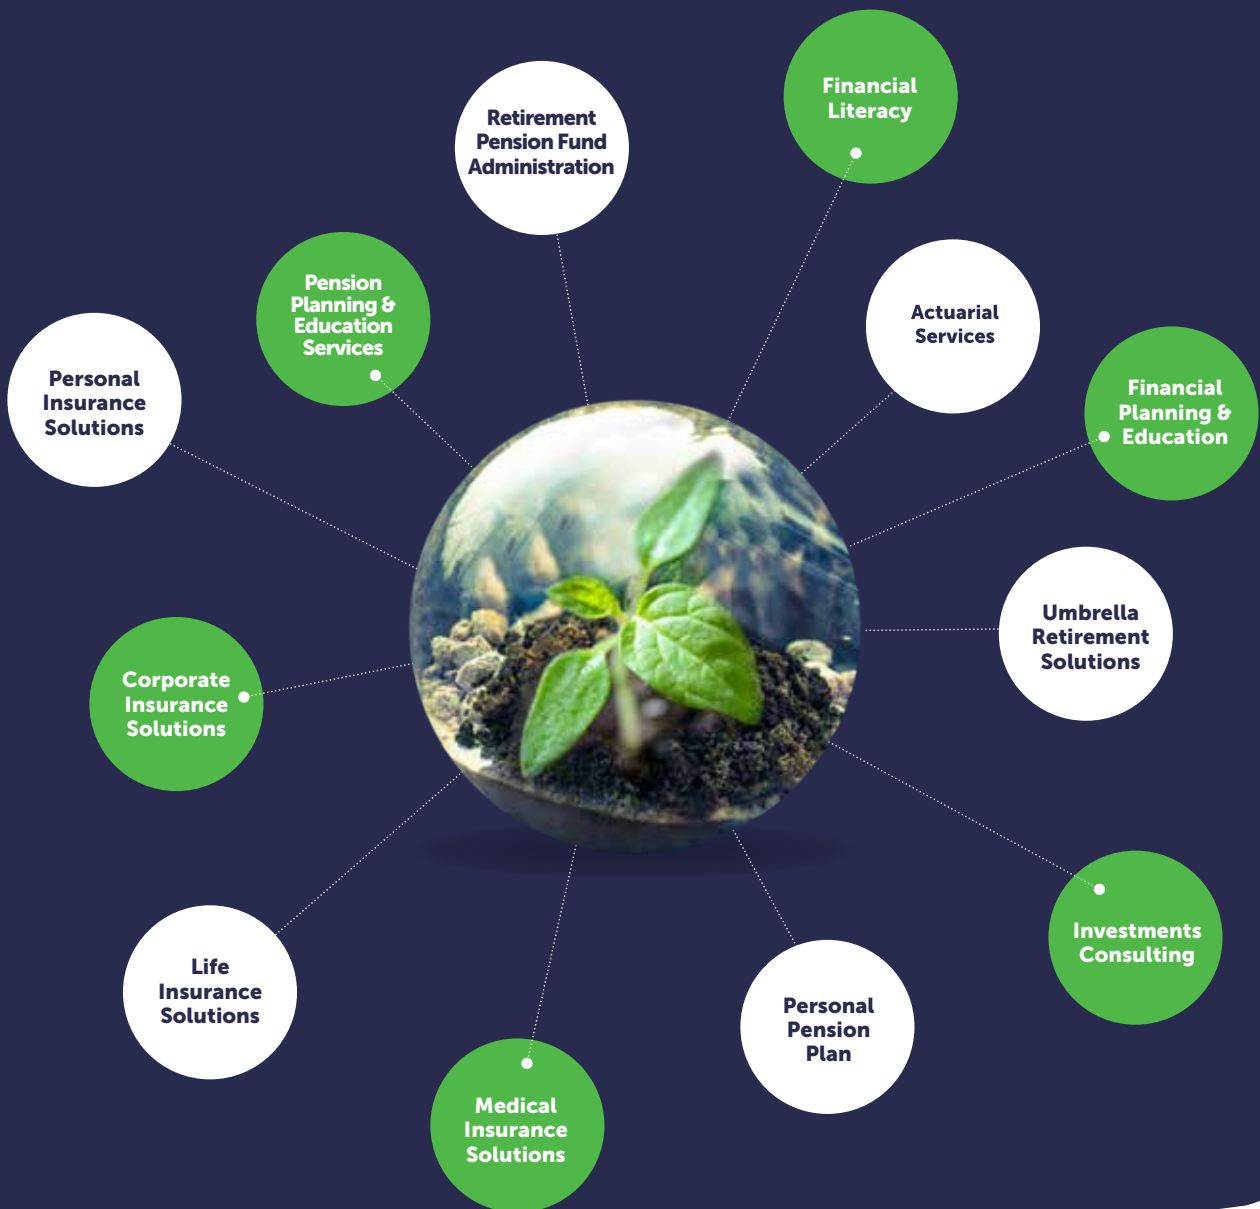 Financial
Literacy
Retirement
Pension Fund
Administration
Pension
Planning &
Education
Services
Actuarial
Services
Personal
Insurance
Solutions
Financial
Planning &
Education
Umbrella
Retirement
Solutions
Corporate
Insurance
Solutions
Investments
Consulting
Life
Insurance
Solutions
Personal
Pension
Plan
Medical
Insurance
Solutions